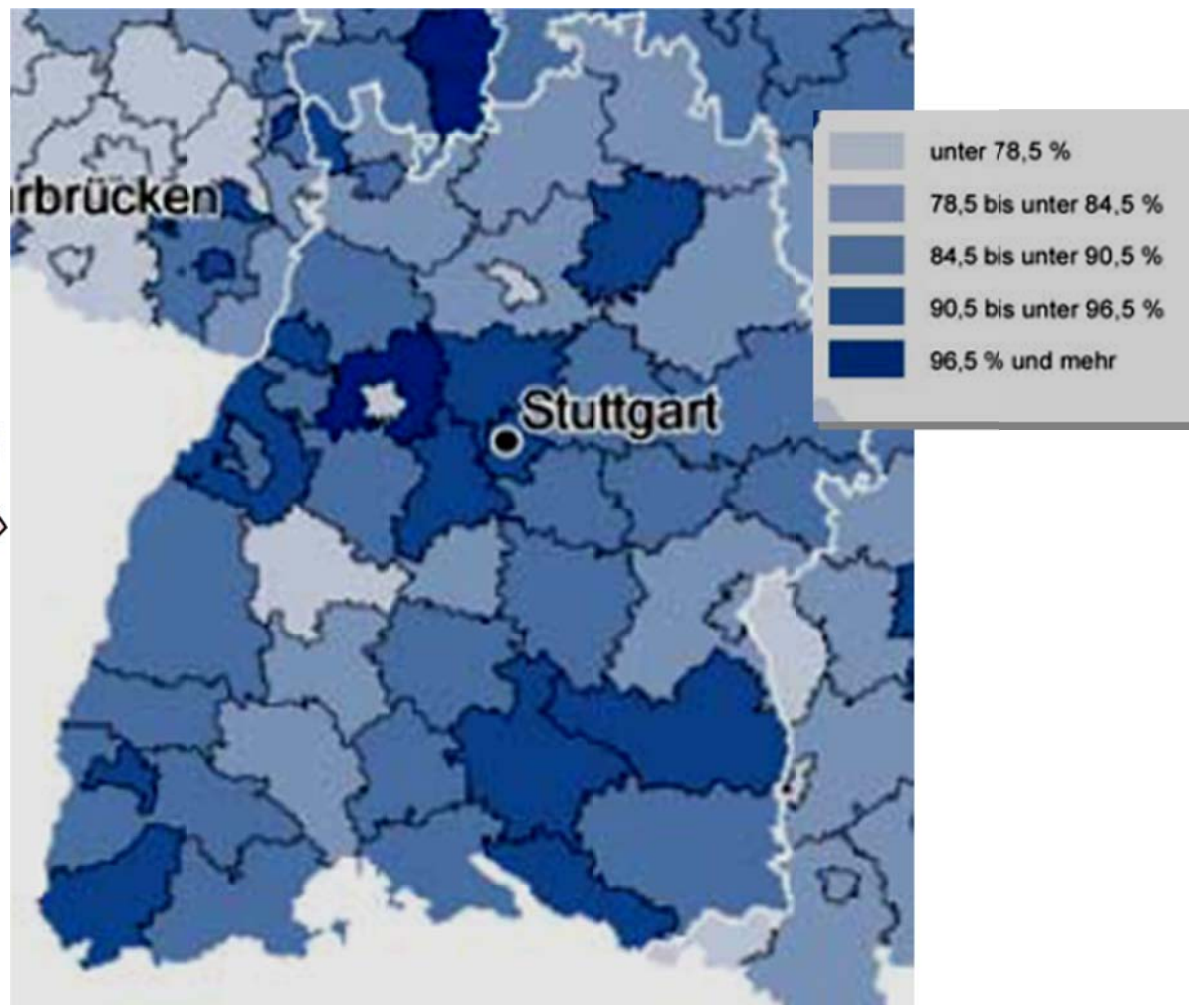 rbrücken
Stuttgart
unter 78,5 %
78,5 bis unter 84,5 %
84,5 bis unter 90,5 %
90,5 bis unter 96,5 %
96,5 % und mehr